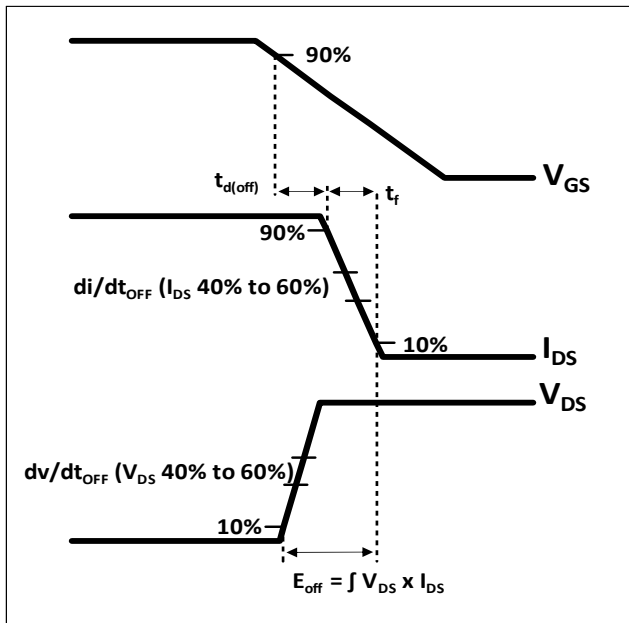 90%
V_GS
t_d(off)
t_f
90%
di/dt_OFF (I_DS 40% to 60%)
10%
I_DS
V_DS
dv/dt_OFF (V_DS 40% to 60%)
10%
E_off = ∫ V_DS x I_DS